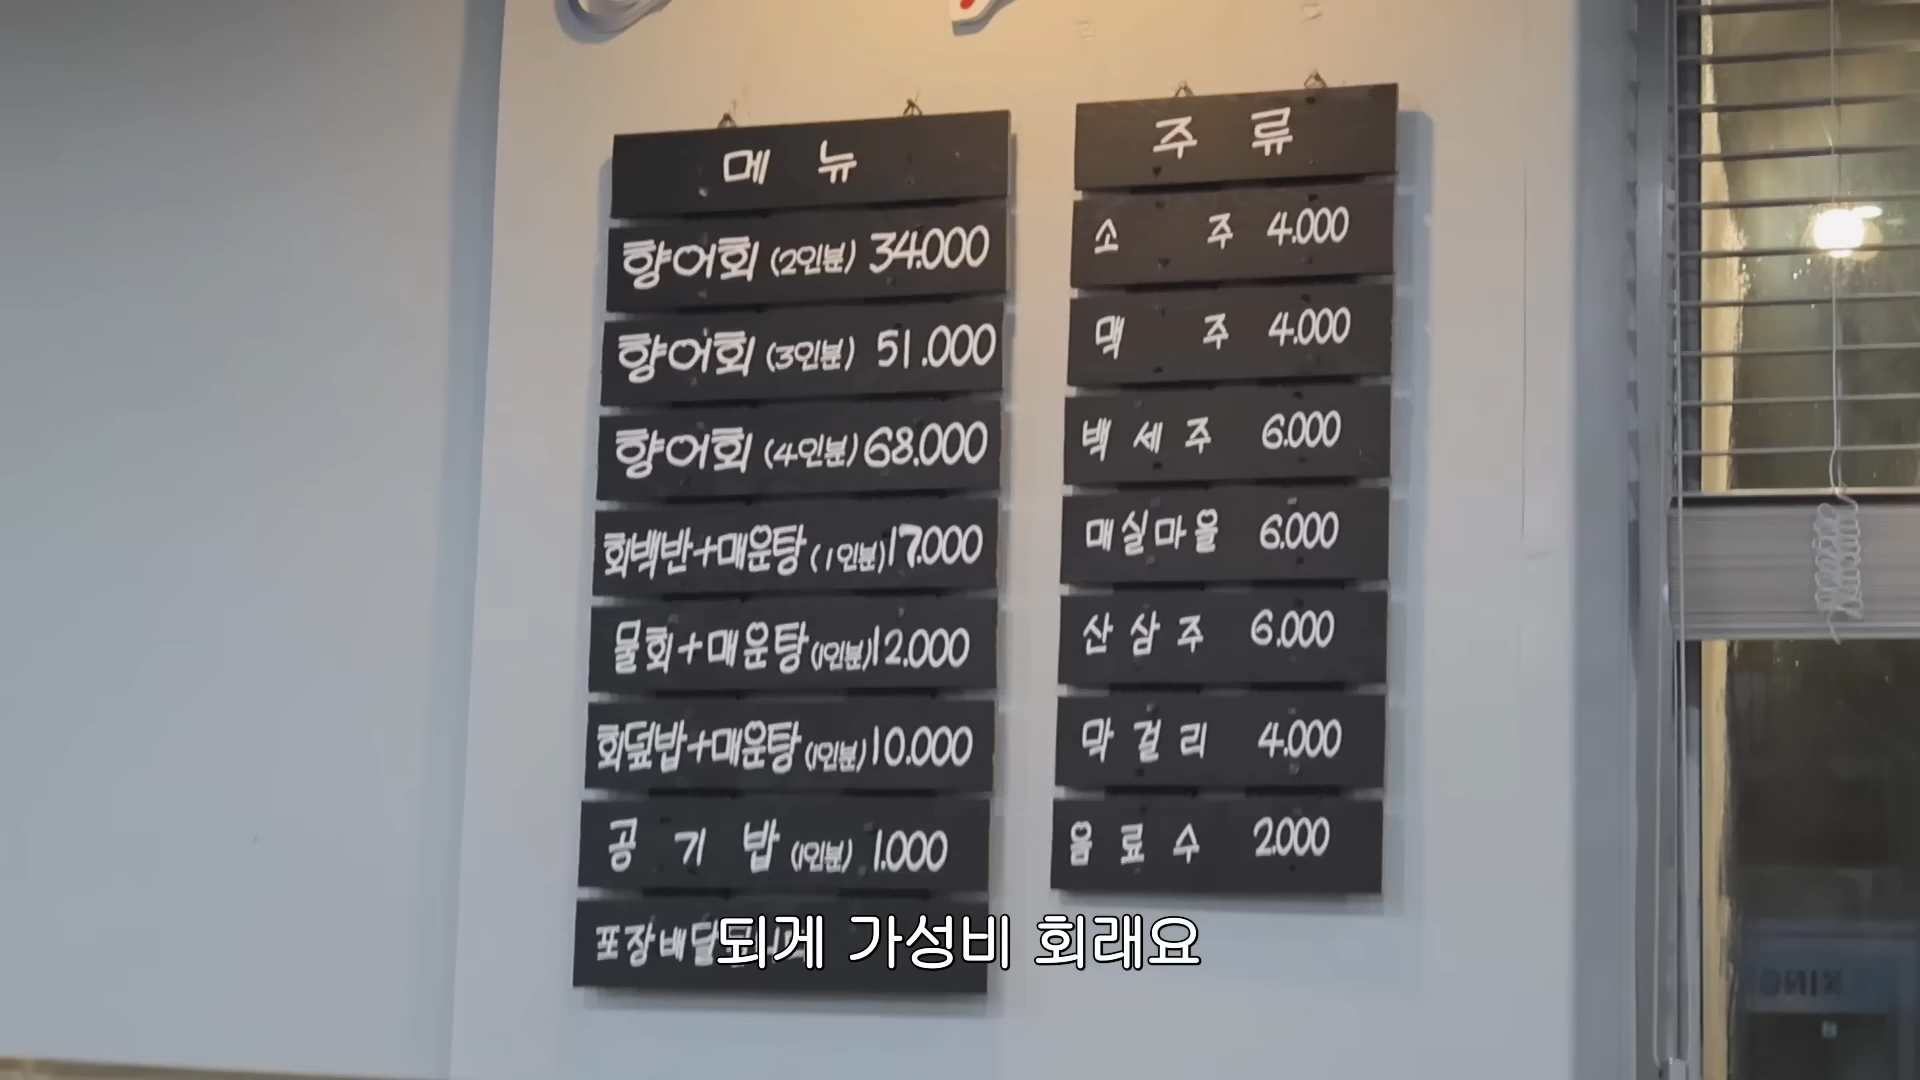 메 뉴
향어회 (2인분) 34.000
향어회 (3인분) 51.000
향어회 (4인분) 68.000
회백반+매운탕 (1인분) 17.000
물회+매운탕 (1인분) 12.000
회덮밥+매운탕 (1인분) 10.000
공 기 밥 (1인분) 1.000
포장배달
주 류
소 주 4.000
맥 주 4.000
백 세 주 6.000
매실마을 6.000
산 삼 주 6.000
막 걸 리 4.000
음 료 수 2.000
되게 가성비 회래요